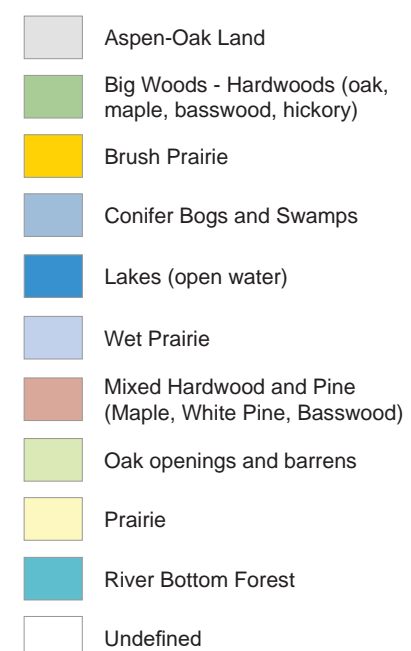 Aspen-Oak Land
Big Woods - Hardwoods (oak,
maple, basswood, hickory)
Brush Prairie
Conifer Bogs and Swamps
Lakes (open water)
Wet Prairie
Mixed Hardwood and Pine
(Maple, White Pine, Basswood)
Oak openings and barrens
Prairie
River Bottom Forest
Undefined